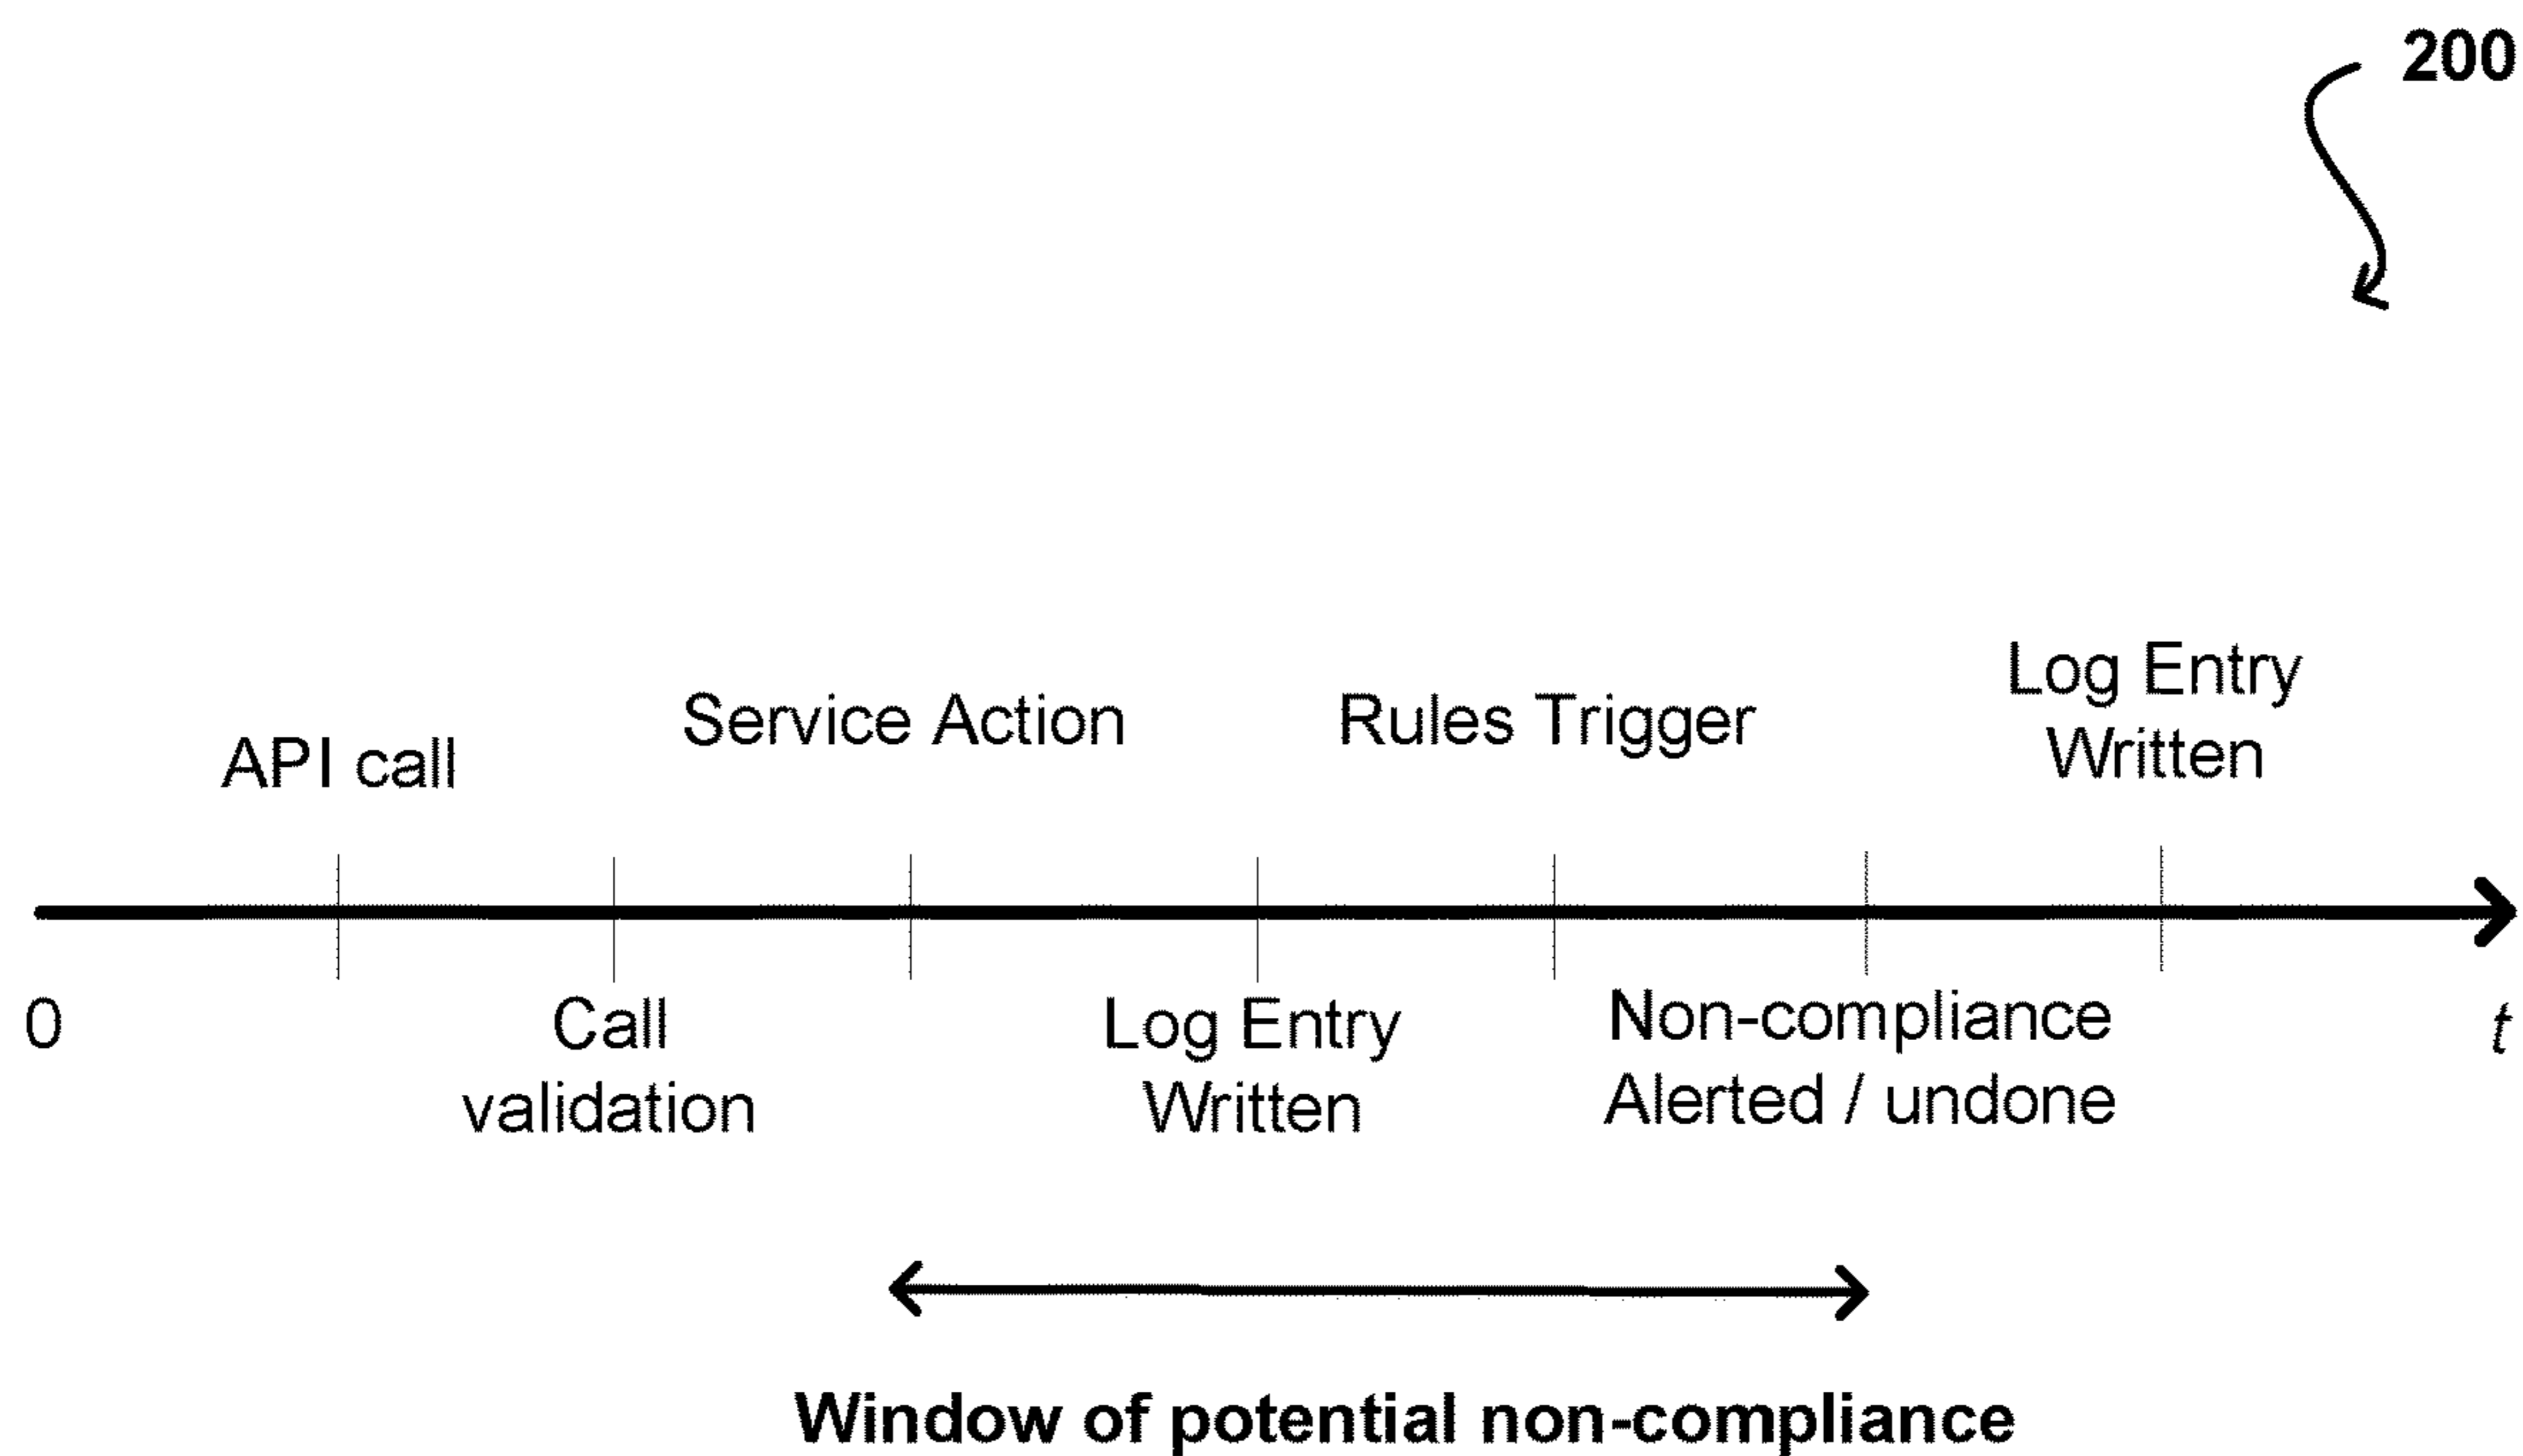 200
Log Entry
Written
Service Action
Rules Trigger
API call
0
Call
validation
Log Entry
Written
Non-compliance
Alerted / undone
t
Window of potential non-compliance